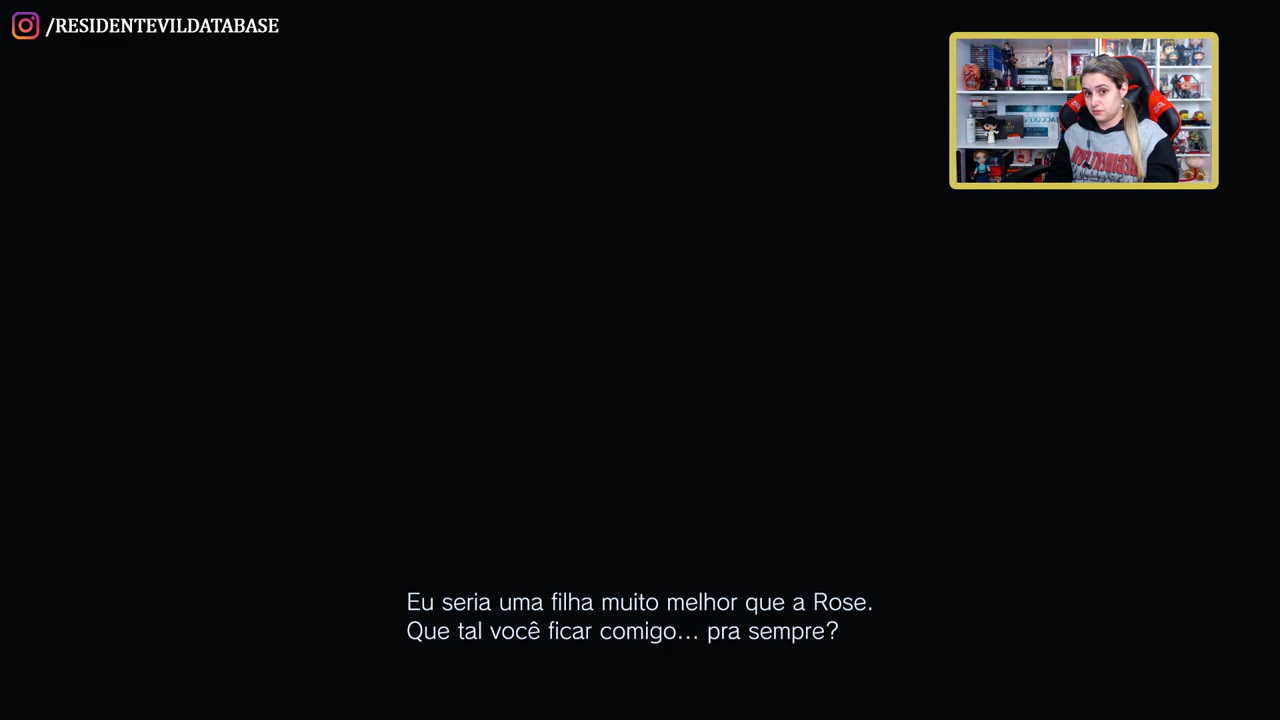 /RESIDENTEVILDATABASE
Eu seria uma filha muito melhor que a Rose.
Que tal você ficar comigo... pra sempre?